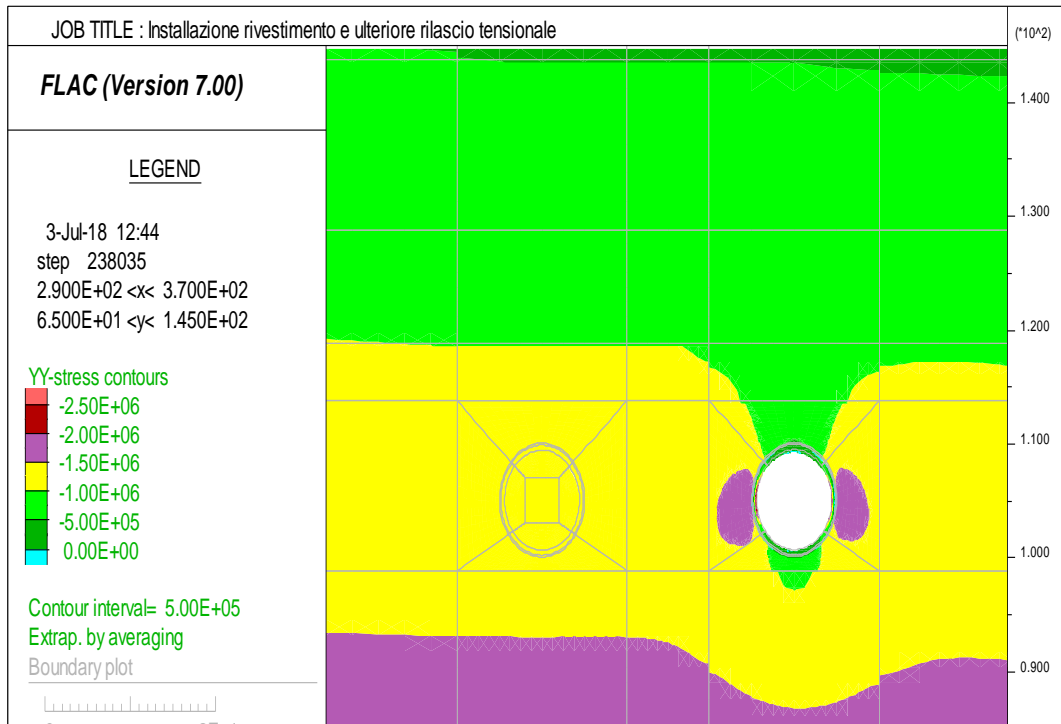 JOB TITLE : Installazione rivestimento e ulteriore rilascio tensionale
(*10^2)
FLAC (Version 7.00)
LEGEND
3-Jul-18 12:44
step 238035
2.900E+02 <x< 3.700E+02
6.500E+01 <y< 1.450E+02
YY-stress contours
-2.50E+06
-2.00E+06
-1.50E+06
-1.00E+06
-5.00E+05
0.00E+00
Contour interval= 5.00E+05
Extrap. by averaging
Boundary plot
1.400
1.300
1.200
1.100
1.000
0.900